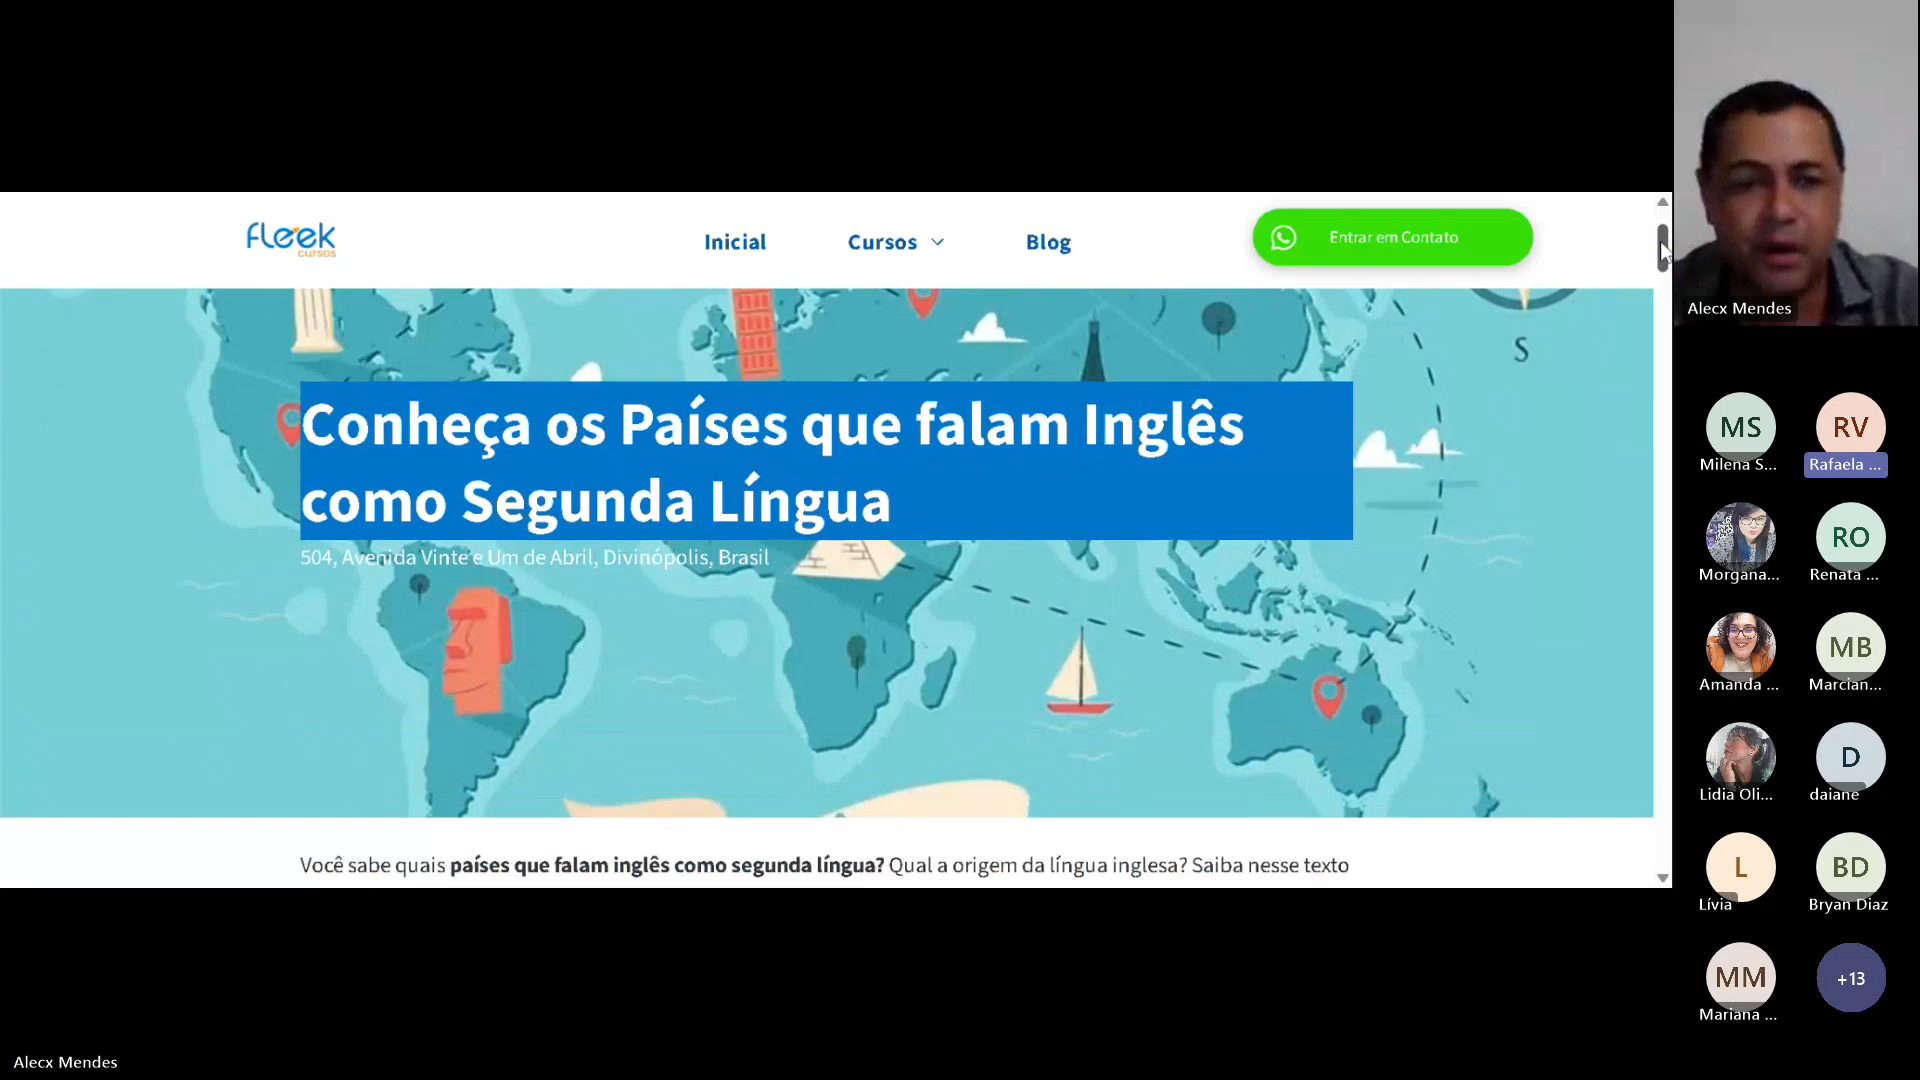 fleek
cursos
Inicial
Cursos
Blog
Entrar em Contato
S
Conheça os Países que falam Inglês
como Segunda Língua
504, Avenida Vinte e Um de Abril, Divinópolis, Brasil
Você sabe quais países que falam inglês como segunda língua? Qual a origem da língua inglesa? Saiba nesse texto
Alecx Mendes
MS
Milena S...
RV
Rafaela ...
Morgana...
RO
Renata ...
Amanda ...
MB
Marcian...
Lidia Oli...
D
daiane
L
Lívia
BD
Bryan Diaz
MM
Mariana ...
+13
Alecx Mendes